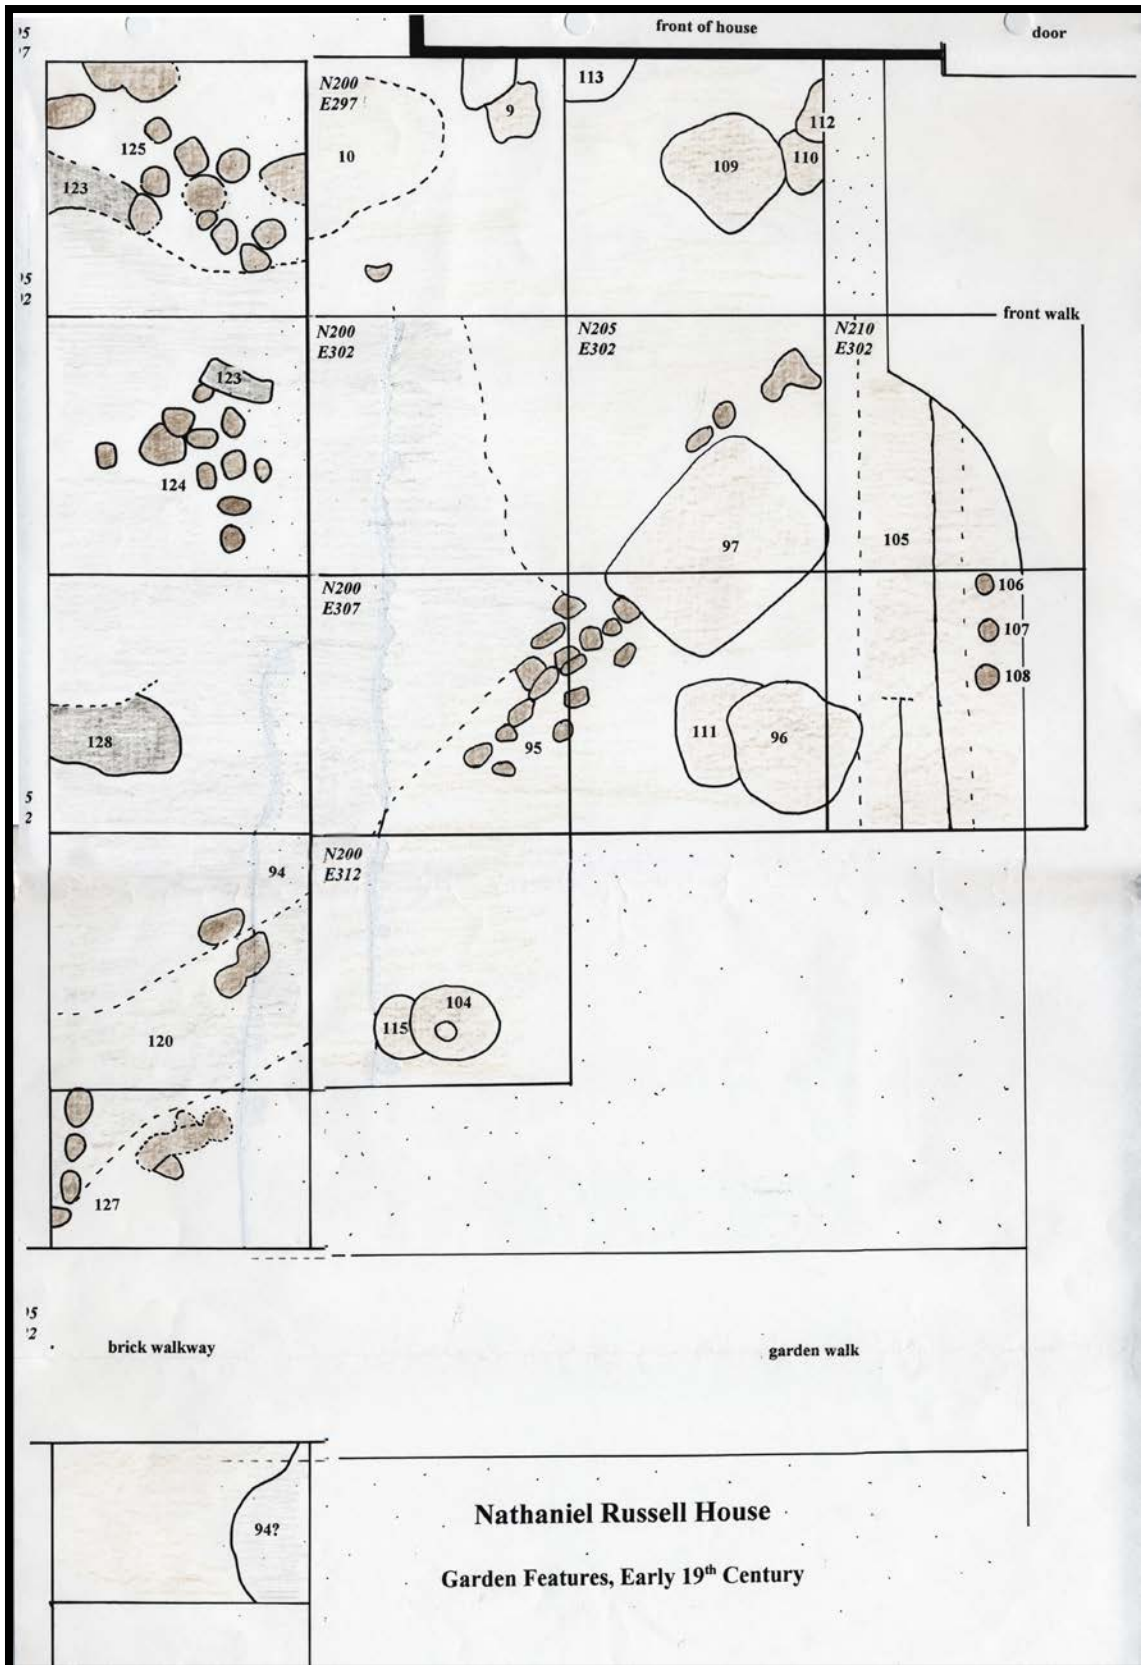 front of house
door
N200
E297
113
9
112
125
10
109
110
123
front walk
N200
E302
N205
E302
N210
E302
123
124
97
105
N200
E307
106
107
108
128
95
111
96
N200
E312
94
104
115
120
127
brick walkway
garden walk
94?
Nathaniel Russell House
Garden Features, Early 19th Century